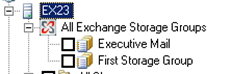 EX23
All Exchange Storage Groups
Executive Mail
First Storage Group